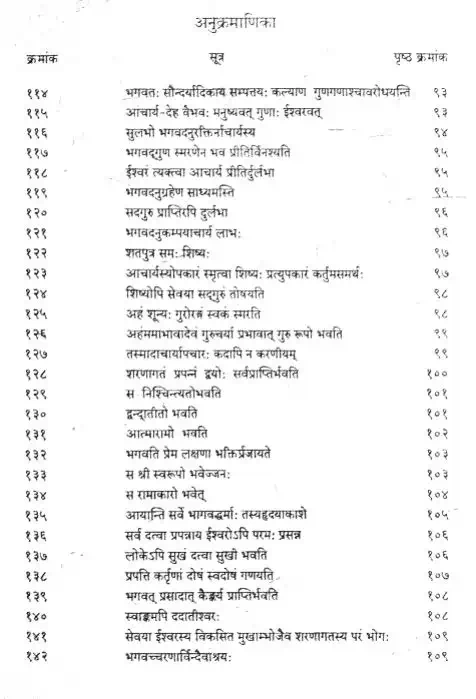 अनुक्रमाणिका
क्रमांक सूत्र पृष्ठ क्रमांक
११४ भगवतः सौन्दर्यादिकाय सम्पत्तयः कल्याण गुणगणाश्चावरोधयन्ति ९३
११५ आचार्य-देह वैभवः मनुष्यवत् गुणाः ईश्वरवत् ९३
११६ सुलभो भगवदनुरक्तिर्नाचार्यस्य ९४
११७ भगवद्गुण स्मरणेन भव प्रीतिर्विनश्यति ९५
११८ ईश्वरं त्यक्त्वा आचार्य प्रीतिर्दुर्लभा ९५
११९ भगवदनुग्रहेण साध्यमस्ति ९५
१२० सदगुरु प्राप्तिरपि दुर्लभा ९६
१२१ भगवदनुकम्पयाचार्य लाभः ९६
१२२ शतपुत्र समः शिष्यः ९७
१२३ आचार्यस्योपकारं स्मृत्वा शिष्यः प्रत्युपकारं कर्तुमसमर्थः ९७
१२४ शिष्योपि सेवया सद्गुरुं तोषयति ९८
१२५ अहं शून्यः गुरोरन्नं स्वकं स्मरति ९८
१२६ अहंममाभावादेवं गुरुचर्या प्रभावात् गुरु रूपो भवति ९९
१२७ तस्मादाचार्यापचारः कदापि न करणीयम् ९९
१२८ शरणागतं प्रपन्नं द्वयोः सर्वप्राप्तिर्भवति १००
१२९ स निश्चिन्त्यतोभवति १०१
१३० द्वन्दातीतो भवति १०१
१३१ आत्मारामो भवति १०२
१३२ भगवति प्रेम लक्षणा भक्तिर्प्रजायते १०३
१३३ स श्री स्वरूपो भवेज्जनः १०३
१३४ स रामाकारो भवेत् १०४
१३५ आयान्ति सर्वे भागवद्धर्माः तस्यहृदयाकाशे १०५
१३६ सर्व दत्वा प्रपन्नाय ईश्वरोऽपि परमः प्रसन्न १०६
१३७ लोकेऽपि सुखं दत्वा सुखी भवति १०६
१३८ प्रपत्ति कर्तृणां दोषं स्वदोषं गणयति १०७
१३९ भगवत् प्रसादात् कैङ्कर्य प्राप्तिर्भवति १०८
१४० स्वाङ्कमपि ददातीश्वरः १०८
१४१ सेवया ईश्वरस्य विकसित मुखाम्भोजैव शरणागतस्य परं भोगः १०९
१४२ भगवच्चरणार्विन्दैवाश्रयः १०९